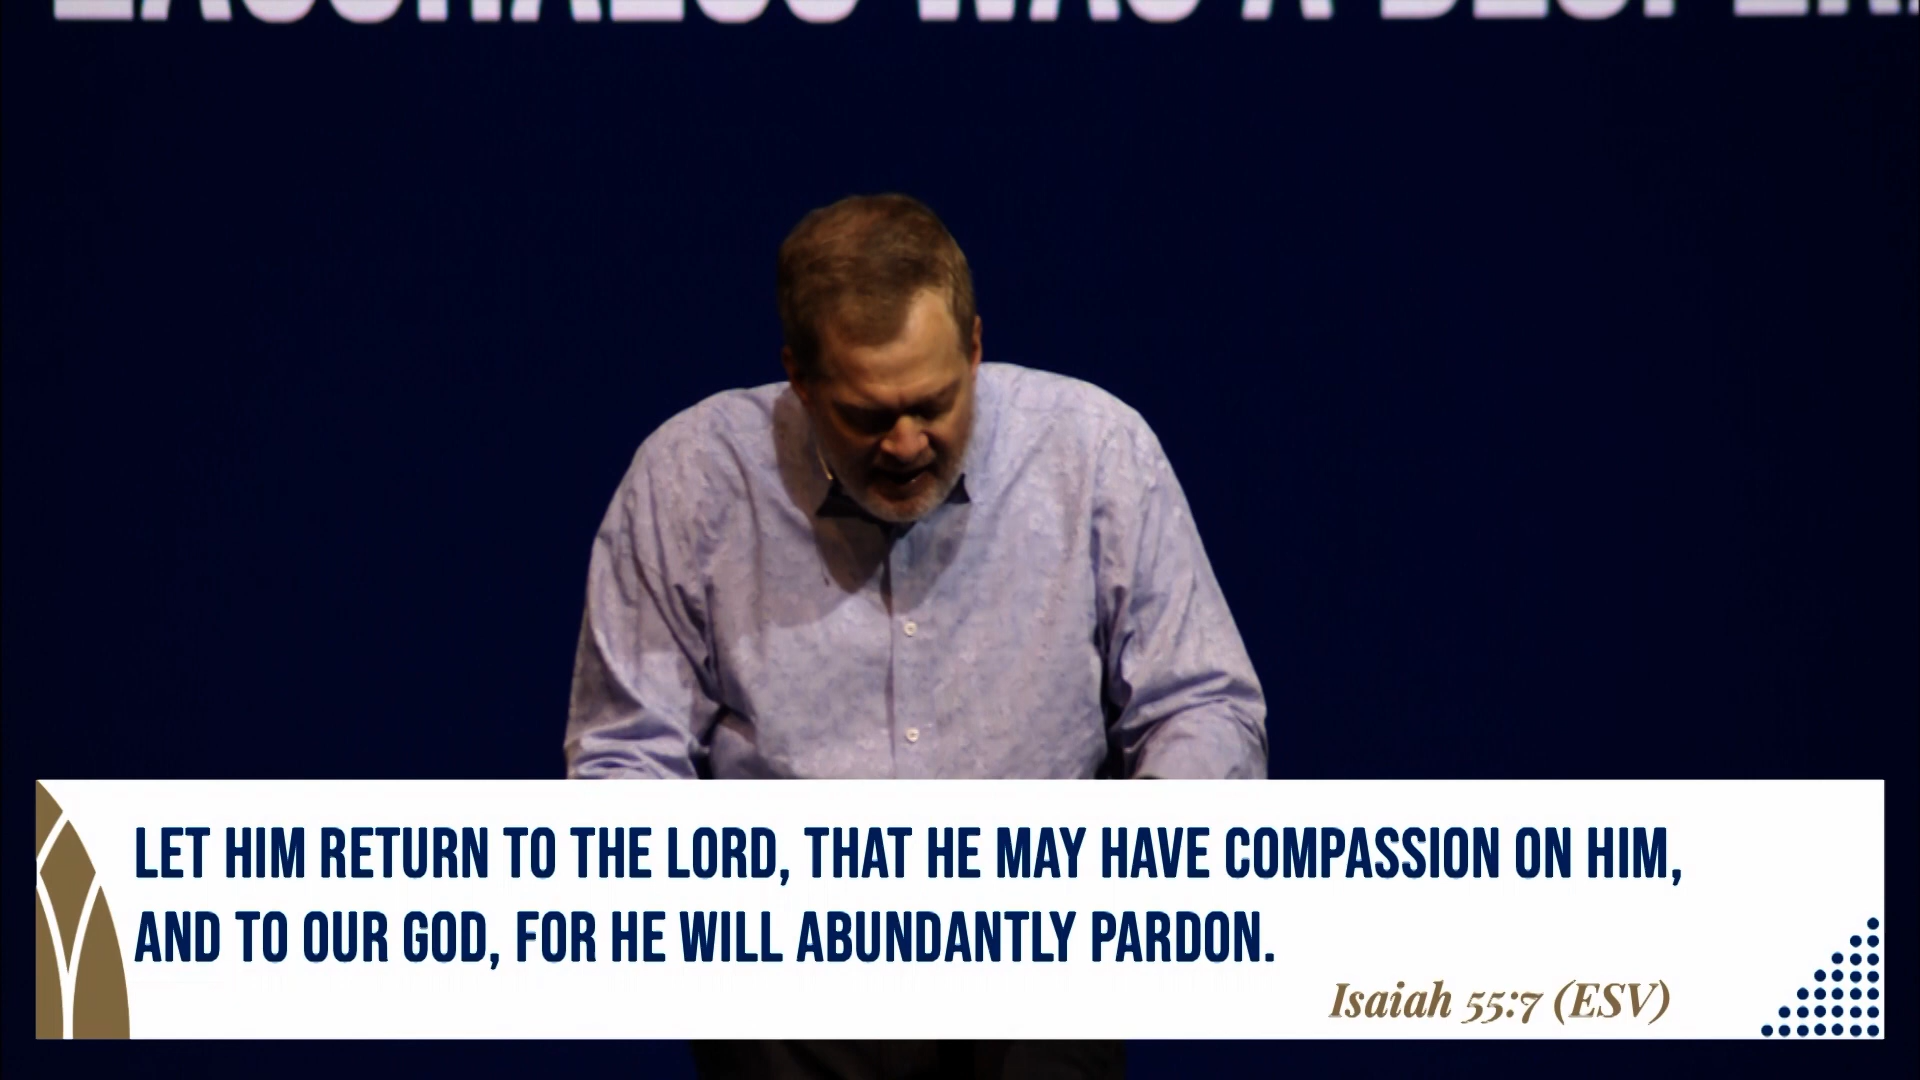 WAS A
LET HIM RETURN TO THE LORD, THAT HE MAY HAVE COMPASSION ON HIM,
AND TO OUR GOD, FOR HE WILL ABUNDANTLY PARDON.
Isaiah 55:7 (ESV)